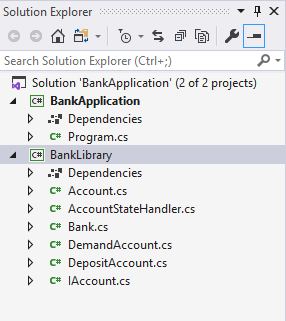 Solution Explorer
Search Solution Explorer (Ctrl+;)
Solution 'BankApplication' (2 of 2 projects)
C# BankApplication
Dependencies
C# Program.cs
C# BankLibrary
Dependencies
C# Account.cs
C# AccountStateHandler.cs
C# Bank.cs
C# DemandAccount.cs
C# DepositAccount.cs
C# IAccount.cs